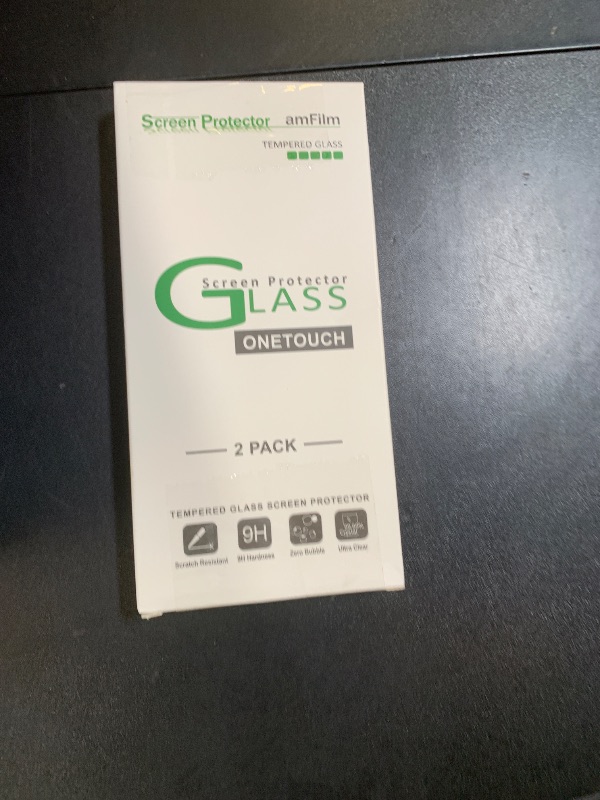 Screen Protector amFilm
TEMPERED GLASS
Screen Protector
GLASS
ONETOUCH
2 PACK
TEMPERED GLASS SCREEN PROTECTOR
9H
Scratch Resistant 9H Hardness Zero Bubble Ultra Clear